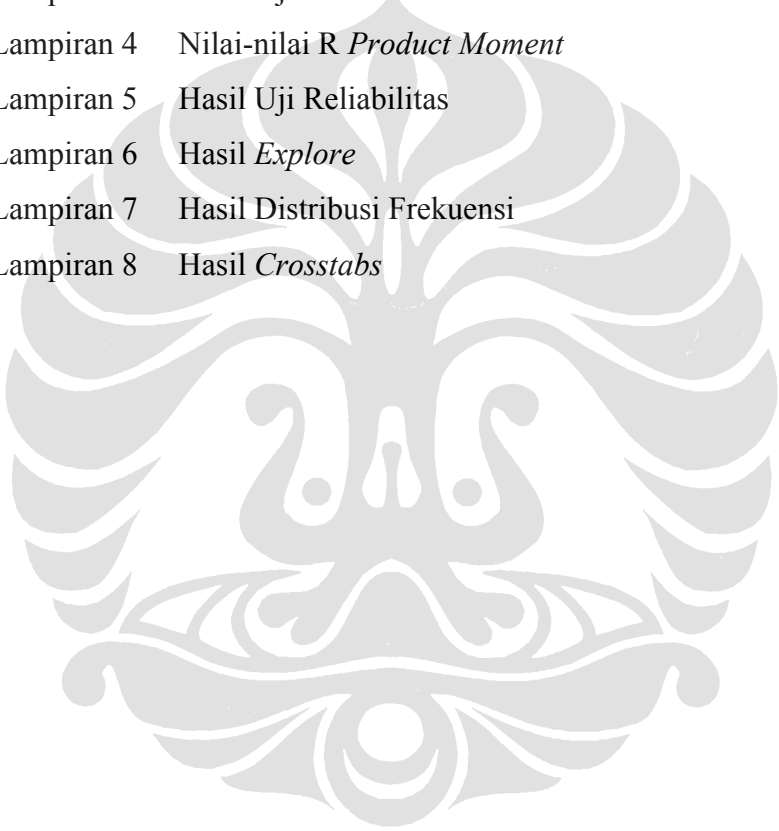 Lampiran 4 Nilai-nilai R Product Moment
Lampiran 5 Hasil Uji Reliabilitas
Lampiran 6 Hasil Explore
Lampiran 7 Hasil Distribusi Frekuensi
Lampiran 8 Hasil Crosstabs